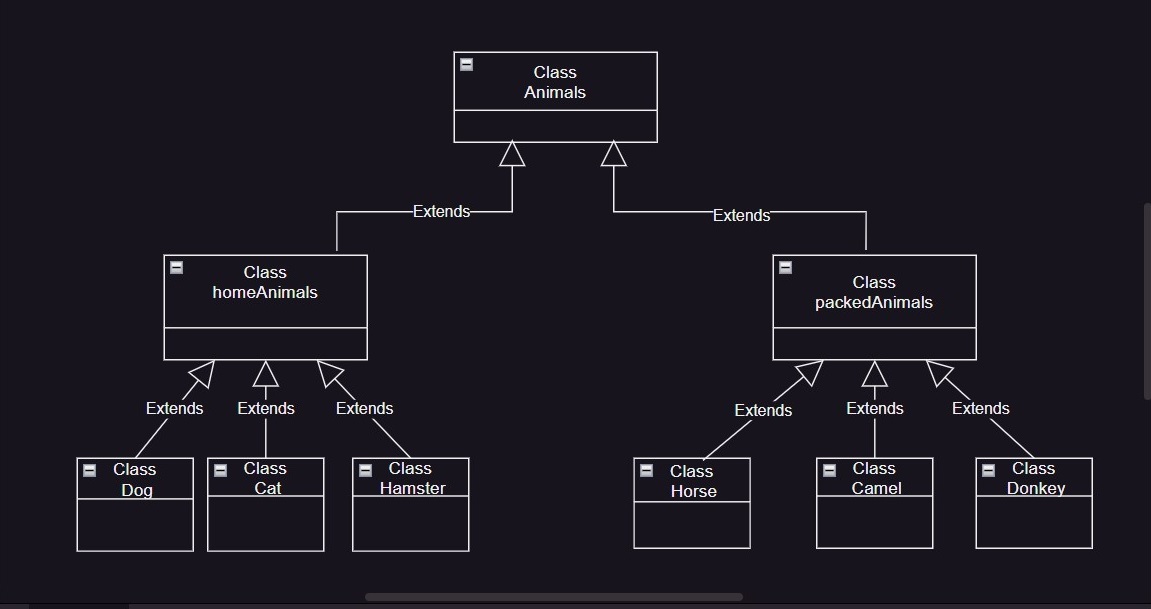 Class
Animals
Extends
Extends
Class
homeAnimals
Class
packedAnimals
Extends
Extends
Extends
Extends
Extends
Extends
Class
Dog
Class
Cat
Class
Hamster
Class
Horse
Class
Camel
Class
Donkey